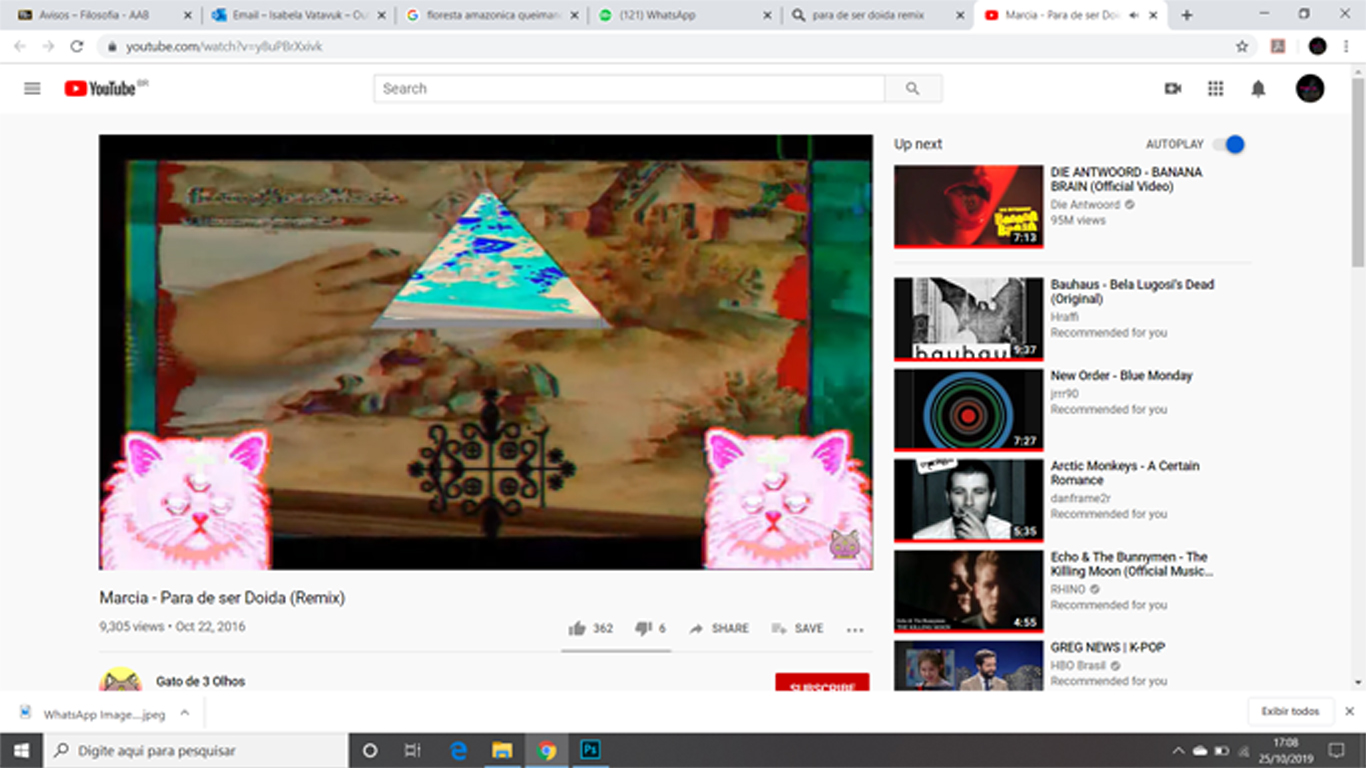 Avisos – Filosofia - AAB
Email – Isabela Vatavuk – Ou
floresta amazonica queiman
(121) WhatsApp
para de ser doida remix
Marcia - Para de ser Doi
youtube.com/watch?v=y8uPBrXxivk
YouTube BR
Search
Up next
AUTOPLAY
DIE ANTWOORD - BANANA
BRAIN (Official Video)
Die Antwoord
95M views
BANANA
BRAIN
7:13
Bauhaus - Bela Lugosi's Dead
(Original)
Hraffi
Recommended for you
bauhau
9:37
New Order - Blue Monday
jrrr90
Recommended for you
7:27
Arctic Monkeys - A Certain
Romance
danframe2r
Recommended for you
5:35
Echo & The Bunnymen - The
Killing Moon (Official Music...
RHINO
Recommended for you
4:55
GREG NEWS | K-POP
HBO Brasil
Recommended for you
Marcia - Para de ser Doida (Remix)
9,305 views • Oct 22, 2016
362
6
SHARE
SAVE
Gato de 3 Olhos
SUBSCRIBE
WhatsApp Image....jpeg
Exibir todos
Digite aqui para pesquisar
Ps
17:08
25/10/2019